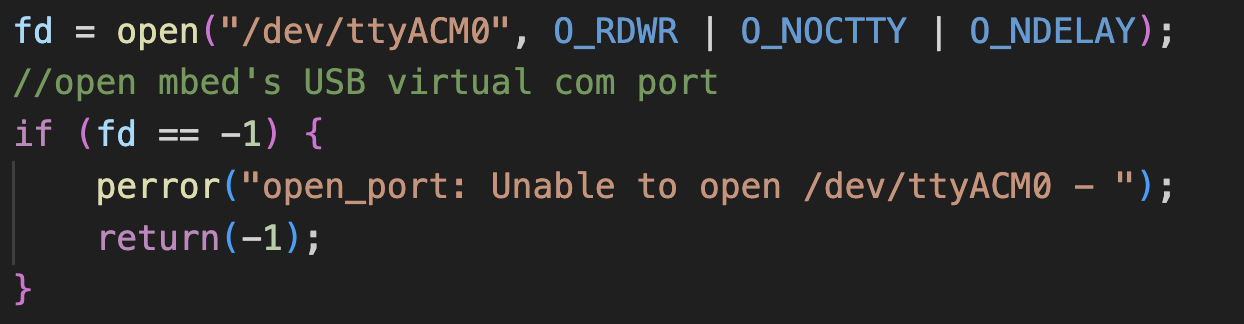 fd = open("/dev/ttyACM0", O_RDWR | O_NOCTTY | O_NDELAY);
//open mbed's USB virtual com port
if (fd == -1) {
    perror("open_port: Unable to open /dev/ttyACM0 - ");
    return(-1);
}